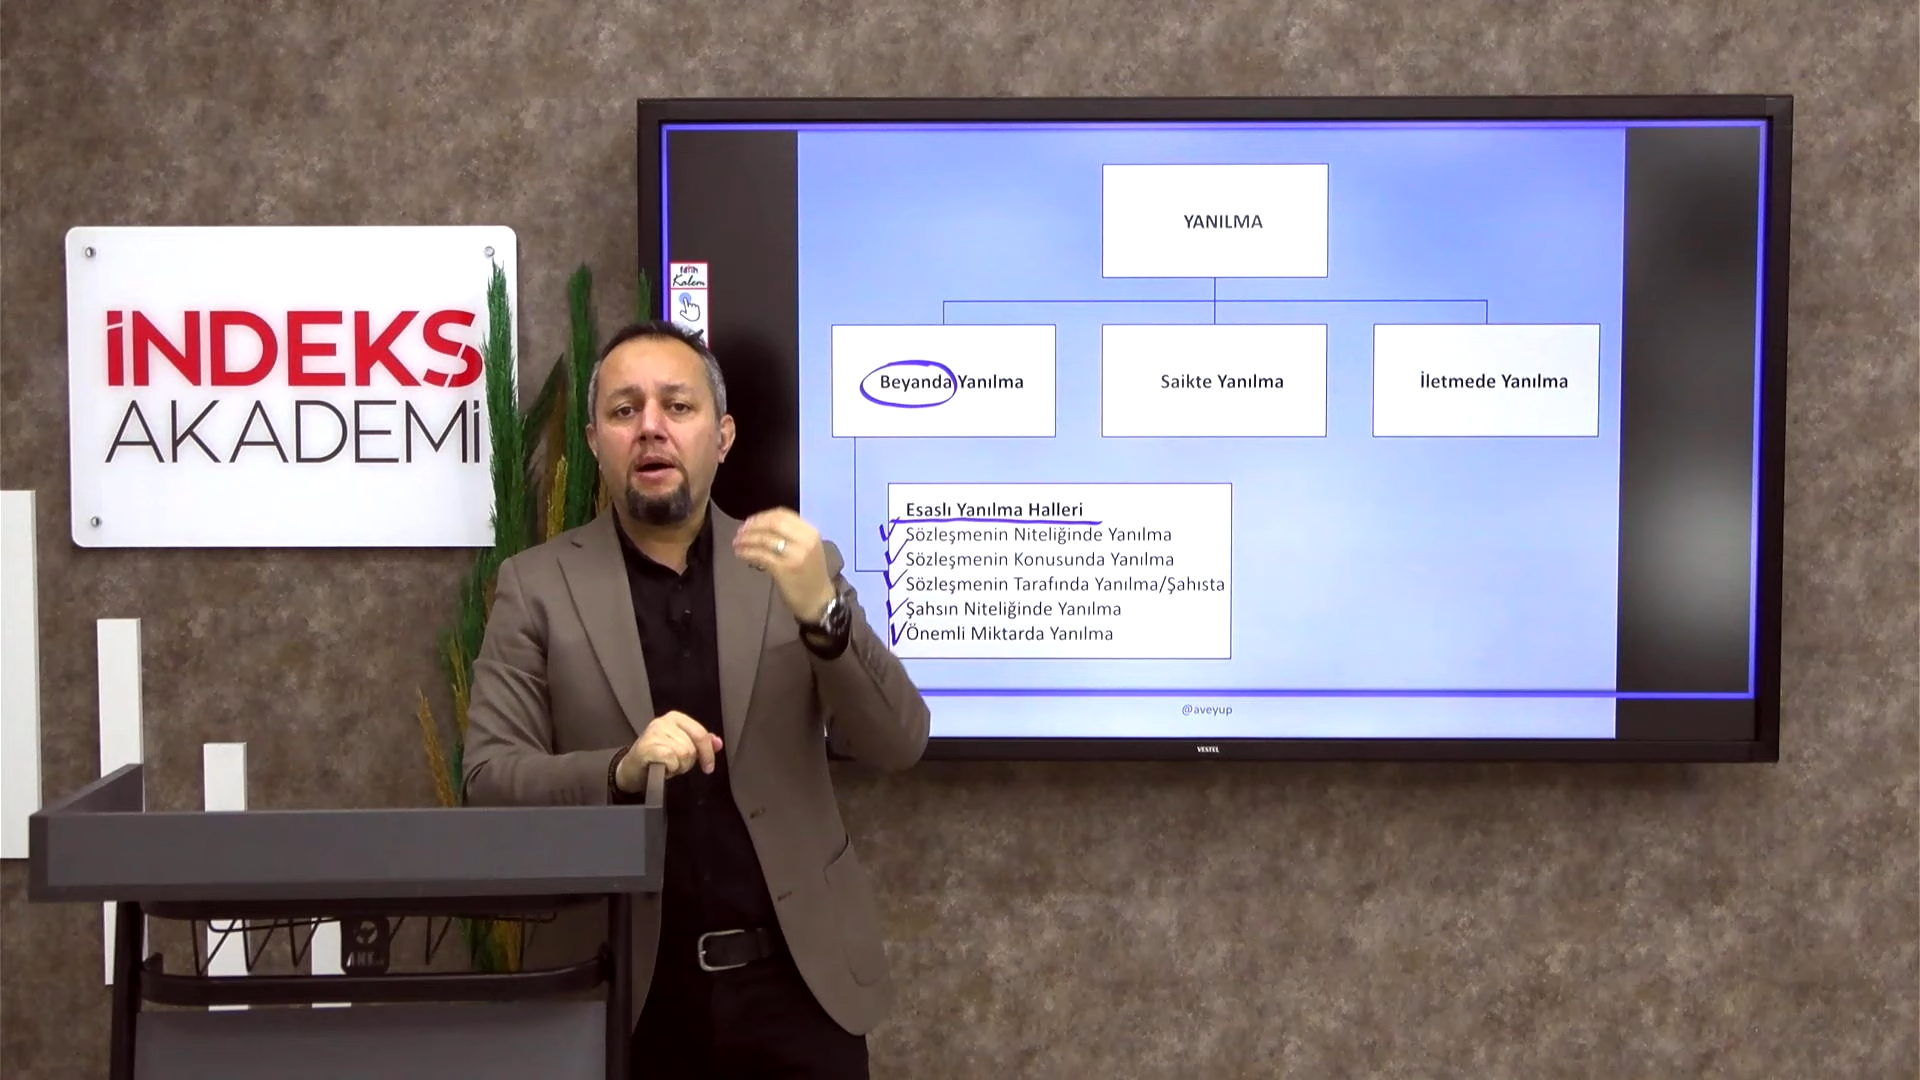 İNDEKS
AKADEMİ
Kalem
YANILMA
Beyanda Yanılma
Saikte Yanılma
İletmede Yanılma
Esaslı Yanılma Halleri
Sözleşmenin Niteliğinde Yanılma
Sözleşmenin Konusunda Yanılma
Sözleşmenin Tarafında Yanılma/Şahısta
Şahsın Niteliğinde Yanılma
Önemli Miktarda Yanılma
@aveyup
VESTEL